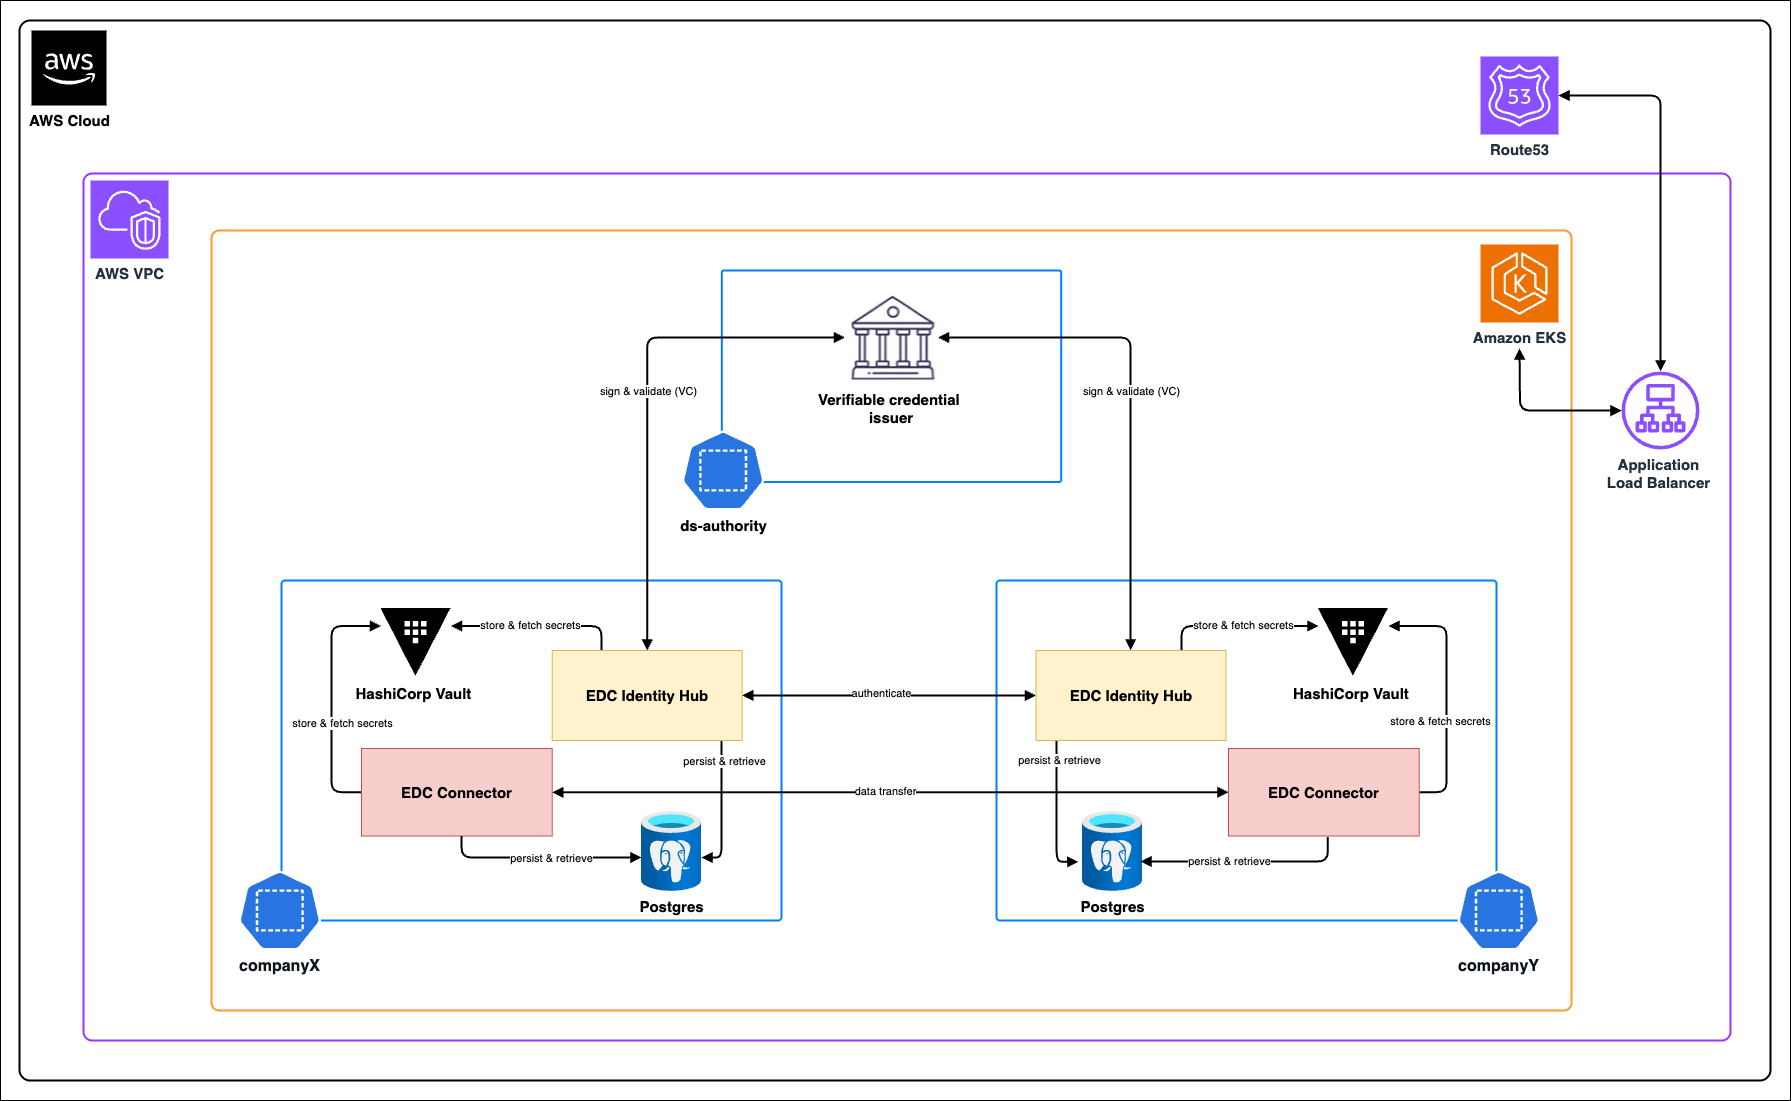 aws
AWS Cloud
53
Route53
AWS VPC
K
Amazon EKS
sign & validate (VC)
sign & validate (VC)
Verifiable credential
issuer
Application
Load Balancer
ds-authority
store & fetch secrets
store & fetch secrets
HashiCorp Vault
EDC Identity Hub
authenticate
EDC Identity Hub
HashiCorp Vault
store & fetch secrets
store & fetch secrets
persist & retrieve
persist & retrieve
EDC Connector
data transfer
EDC Connector
persist & retrieve
persist & retrieve
Postgres
Postgres
companyX
companyY